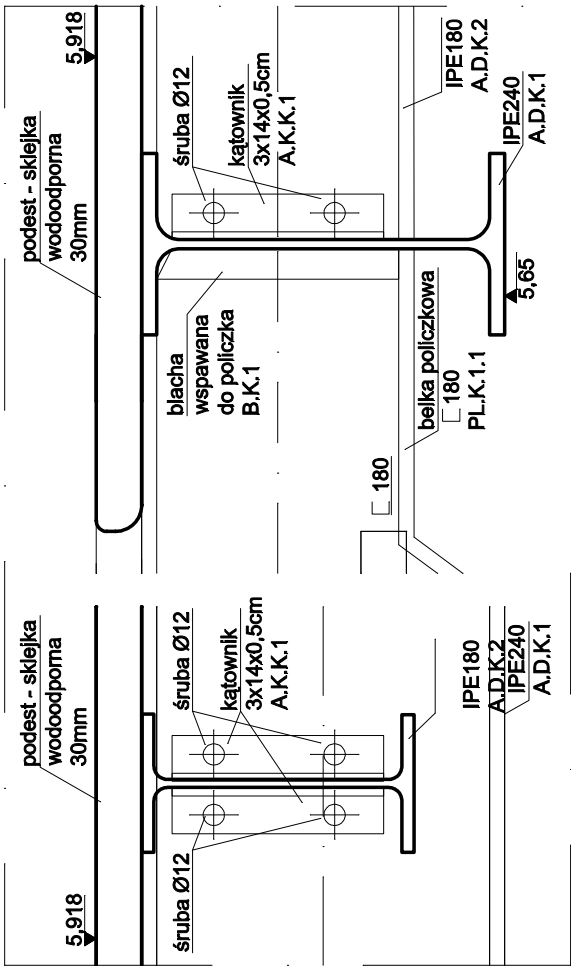 5,918
podest - sklejka
wodoodporna
30mm
śruba Ø12
kątownik
3x14x0,5cm
A.K.K.1
IPE180
A.D.K.2
IPE240
A.D.K.1
blacha
wspawana
do policzka
B.K.1
5,65
belka policzkowa
180
PL.K.1.1
180
podest - sklejka
wodoodporna
30mm
5,918
śruba Ø12
kątownik
3x14x0,5cm
A.K.K.1
śruba Ø12
IPE180
A.D.K.2
IPE240
A.D.K.1